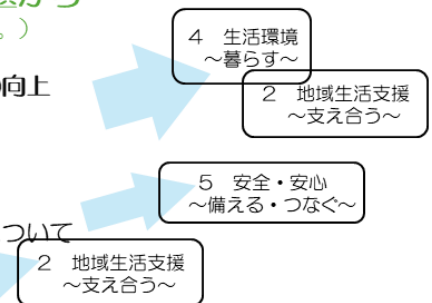 から
。）
4　生活環境
～暮らす～
向上
2　地域生活支援
～支え合う～
5　安全・安心
～備える・つなぐ～
ついて
2　地域生活支援
～支え合う～